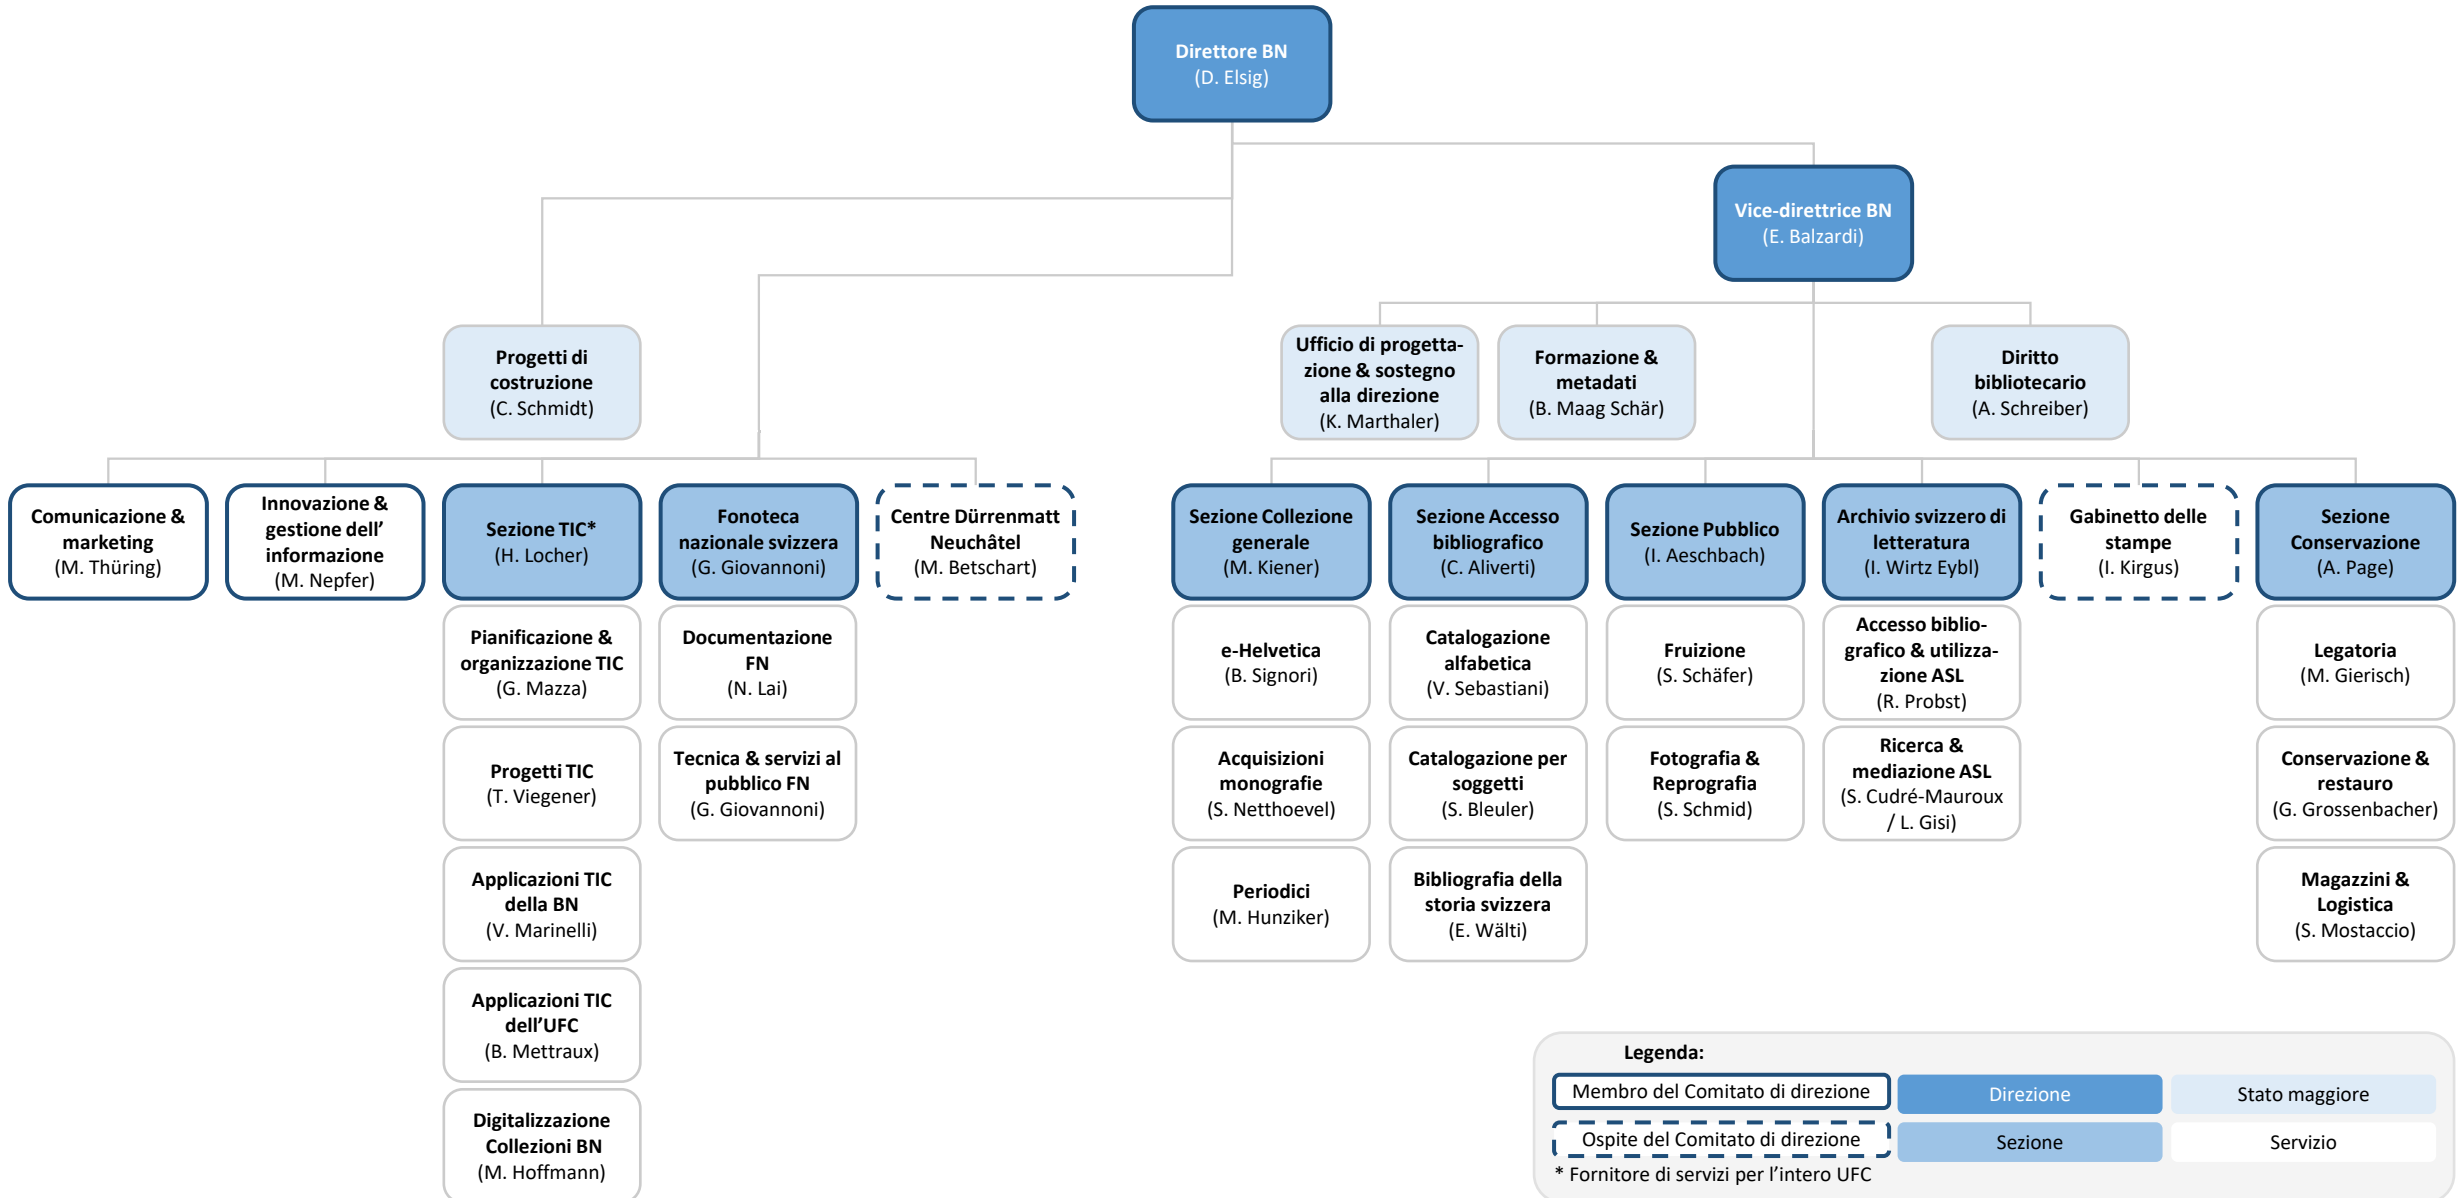 Direttore BN
(D. Elsig)
Vice-direttrice BN
(E. Balzardi)
Progetti di
costruzione
(C. Schmidt)
Ufficio di progetta-
zione & sostegno
alla direzione
(K. Marthaler)
Formazione &
metadati
(B. Maag Schär)
Diritto
bibliotecario
(A. Schreiber)
Comunicazione &
marketing
(M. Thüring)
Innovazione &
gestione dell'
informazione
(M. Nepfer)
Sezione TIC*
(H. Locher)
Fonoteca
nazionale svizzera
(G. Giovannoni)
Centre Dürrenmatt
Neuchâtel
(M. Betschart)
Sezione Collezione
generale
(M. Kiener)
Sezione Accesso
bibliografico
(C. Aliverti)
Sezione Pubblico
(I. Aeschbach)
Archivio svizzero di
letteratura
(I. Wirtz Eybl)
Gabinetto delle
stampe
(I. Kirgus)
Sezione
Conservazione
(A. Page)
Pianificazione &
organizzazione TIC
(G. Mazza)
Documentazione
FN
(N. Lai)
e-Helvetica
(B. Signori)
Catalogazione
alfabetica
(V. Sebastiani)
Fruizione
(S. Schäfer)
Accesso biblio-
grafico & utilizza-
zione ASL
(R. Probst)
Legatoria
(M. Gierisch)
Progetti TIC
(T. Viegener)
Tecnica & servizi al
pubblico FN
(G. Giovannoni)
Acquisizioni
monografie
(S. Netthoevel)
Catalogazione per
soggetti
(S. Bleuler)
Fotografia &
Reprografia
(S. Schmid)
Ricerca &
mediazione ASL
(S. Cudré-Mauroux
/ L. Gisi)
Conservazione &
restauro
(G. Grossenbacher)
Applicazioni TIC
della BN
(V. Marinelli)
Periodici
(M. Hunziker)
Bibliografia della
storia svizzera
(E. Wälti)
Magazzini &
Logistica
(S. Mostaccio)
Applicazioni TIC
dell'UFC
(B. Mettraux)
Digitalizzazione
Collezioni BN
(M. Hoffmann)
Legenda:
Membro del Comitato di direzione
Direzione
Stato maggiore
Ospite del Comitato di direzione
Sezione
Servizio
* Fornitore di servizi per l'intero UFC